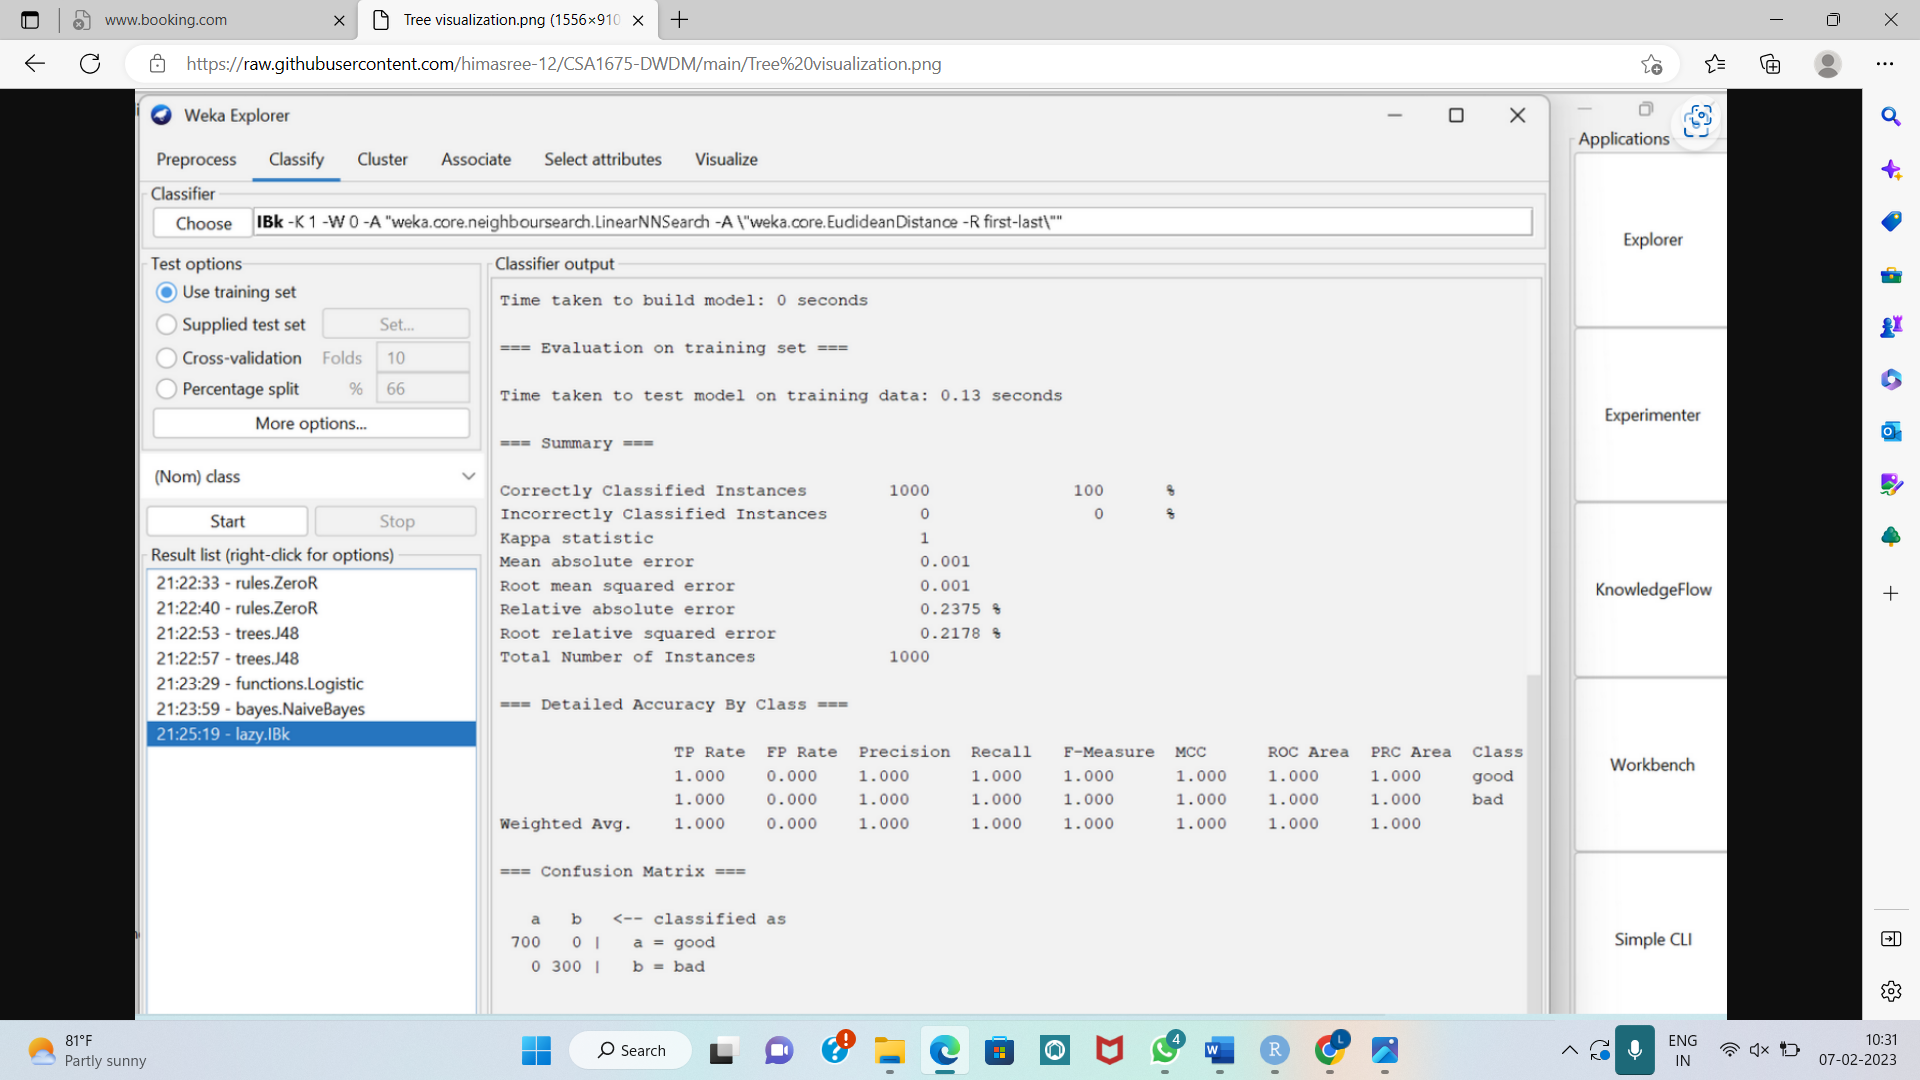 www.booking.com
Tree visualization.png (1556×910
https://raw.githubusercontent.com/himasree-12/CSA1675-DWDM/main/Tree%20visualization.png
Weka Explorer
Preprocess Classify Cluster Associate Select attributes Visualize
Classifier
Choose IBk -K 1 -W 0 -A "weka.core.neighboursearch.LinearNNSearch -A \"weka.core.EuclideanDistance -R first-last\""
Test options
Use training set
Supplied test set Set...
Cross-validation Folds 10
Percentage split % 66
More options...
(Nom) class
Start Stop
Result list (right-click for options)
21:22:33 - rules.ZeroR
21:22:40 - rules.ZeroR
21:22:53 - trees.J48
21:22:57 - trees.J48
21:23:29 - functions.Logistic
21:23:59 - bayes.NaiveBayes
21:25:19 - lazy.IBk
Classifier output
Time taken to build model: 0 seconds
=== Evaluation on training set ===
Time taken to test model on training data: 0.13 seconds
=== Summary ===
Correctly Classified Instances 1000 100 %
Incorrectly Classified Instances 0 0 %
Kappa statistic 1
Mean absolute error 0.001
Root mean squared error 0.001
Relative absolute error 0.2375 %
Root relative squared error 0.2178 %
Total Number of Instances 1000
=== Detailed Accuracy By Class ===
TP Rate FP Rate Precision Recall F-Measure MCC ROC Area PRC Area Class
1.000 0.000 1.000 1.000 1.000 1.000 1.000 1.000 good
1.000 0.000 1.000 1.000 1.000 1.000 1.000 1.000 bad
Weighted Avg. 1.000 0.000 1.000 1.000 1.000 1.000 1.000 1.000
=== Confusion Matrix ===
a b <-- classified as
700 0 | a = good
0 300 | b = bad
Applications
Explorer
Experimenter
KnowledgeFlow
Workbench
Simple CLI
81°F
Partly sunny
Search
4
L
R
ENG
IN
10:31
07-02-2023